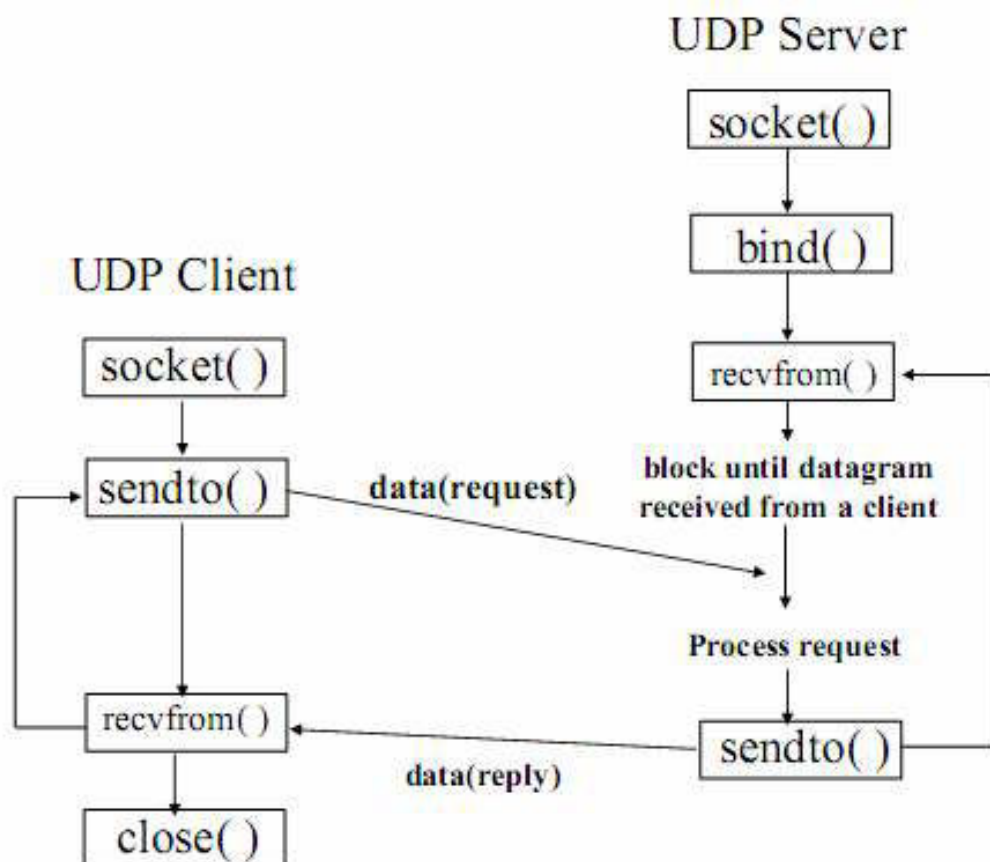 UDP Server
socket( )
bind( )
recvfrom( )
block until datagram
received from a client
Process request
sendto( )
UDP Client
socket( )
sendto( )
data(request)
recvfrom( )
data(reply)
close( )